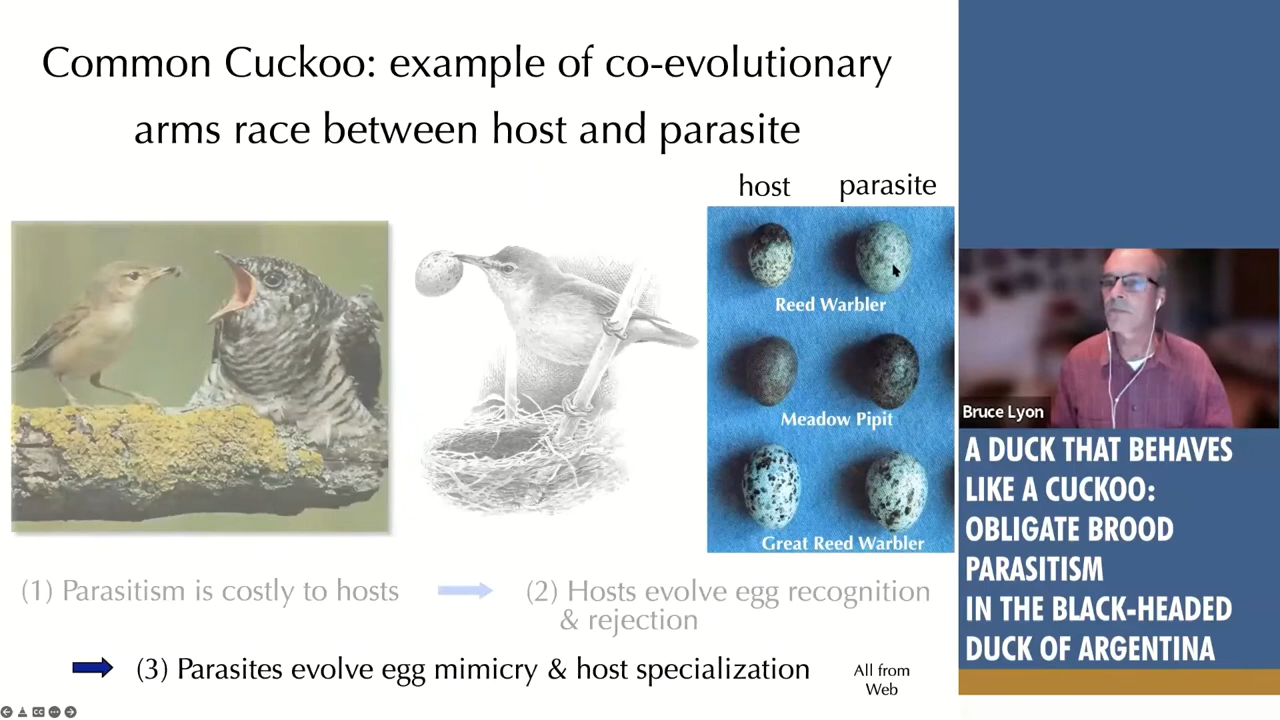 Common Cuckoo: example of co-evolutionary
arms race between host and parasite
host
parasite
Reed Warbler
Meadow Pipit
Great Reed Warbler
(1) Parasitism is costly to hosts
(2) Hosts evolve egg recognition
& rejection
(3) Parasites evolve egg mimicry & host specialization
All from
Web
Bruce Lyon
A DUCK THAT BEHAVES
LIKE A CUCKOO:
OBLIGATE BROOD
PARASITISM
IN THE BLACK-HEADED
DUCK OF ARGENTINA